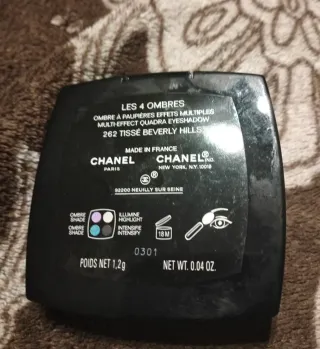 LES 4 OMBRES
OMBRE À PAUPIÈRES EFFETS MULTIPLES
MULTI-EFFECT QUADRA EYESHADOW
262 TISSÉ BEVERLY HILLS
MADE IN FRANCE
CHANEL CHANEL INC.
PARIS NEW YORK, N.Y. 10019
92200 NEUILLY SUR SEINE
OMBRE SHADE ILLUMINE HIGHLIGHT
OMBRE SHADE INTENSIFIE INTENSIFY
18 M
0301
POIDS NET 1,2g NET WT. 0.04 OZ.